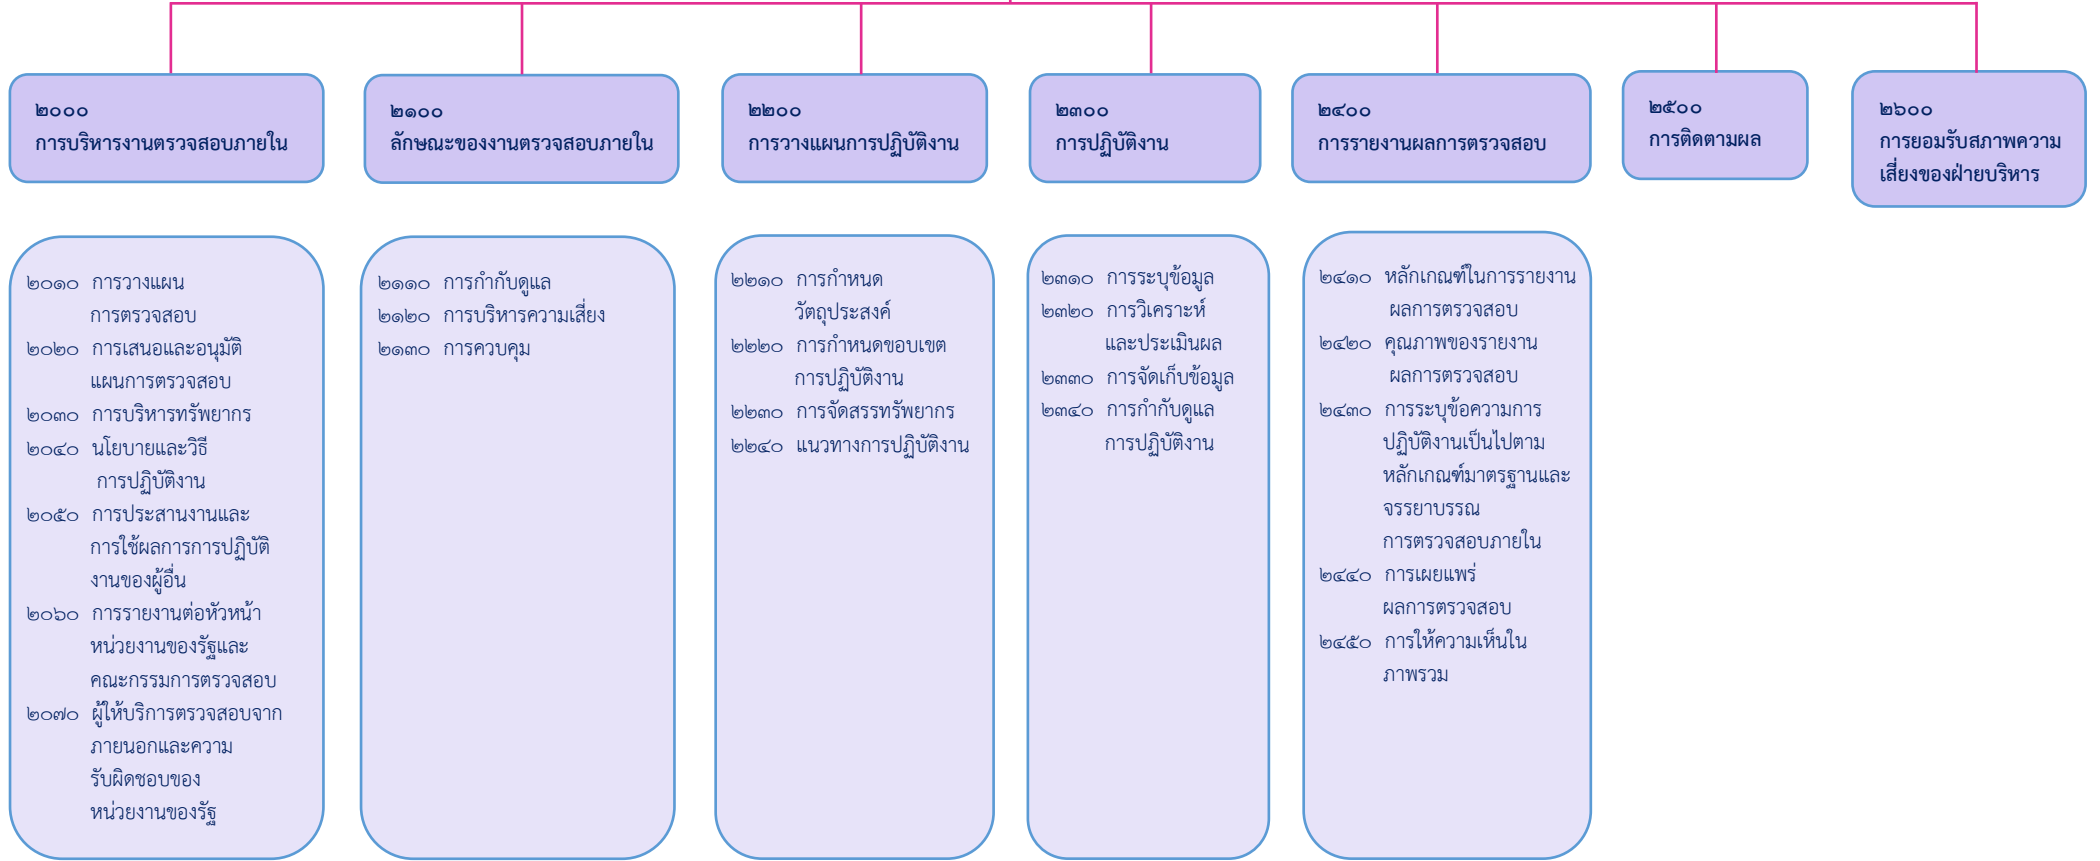 ๒๐๐๐
การบริหารงานตรวจสอบภายใน
๒๑๐๐
ลักษณะของงานตรวจสอบภายใน
๒๒๐๐
การวางแผนการปฏิบัติงาน
๒๓๐๐
การปฏิบัติงาน
๒๔๐๐
การรายงานผลการตรวจสอบ
๒๕๐๐
การติดตามผล
๒๖๐๐
การยอมรับสภาพความ
เสี่ยงของฝ่ายบริหาร
๒๐๑๐ การวางแผน
การตรวจสอบ
๒๐๒๐ การเสนอและอนุมัติ
แผนการตรวจสอบ
๒๐๓๐ การบริหารทรัพยากร
๒๐๔๐ นโยบายและวิธี
การปฏิบัติงาน
๒๐๕๐ การประสานงานและ
การใช้ผลการการปฏิบัติ
งานของผู้อื่น
๒๐๖๐ การรายงานต่อหัวหน้า
หน่วยงานของรัฐและ
คณะกรรมการตรวจสอบ
๒๐๗๐ ผู้ให้บริการตรวจสอบจาก
ภายนอกและความ
รับผิดชอบของ
หน่วยงานของรัฐ
๒๑๑๐ การกำกับดูแล
๒๑๒๐ การบริหารความเสี่ยง
๒๑๓๐ การควบคุม
๒๒๑๐ การกำหนด
วัตถุประสงค์
๒๒๒๐ การกำหนดขอบเขต
การปฏิบัติงาน
๒๒๓๐ การจัดสรรทรัพยากร
๒๒๔๐ แนวทางการปฏิบัติงาน
๒๓๑๐ การระบุข้อมูล
๒๓๒๐ การวิเคราะห์
และประเมินผล
๒๓๓๐ การจัดเก็บข้อมูล
๒๓๔๐ การกำกับดูแล
การปฏิบัติงาน
๒๔๑๐ หลักเกณฑ์ในการรายงาน
ผลการตรวจสอบ
๒๔๒๐ คุณภาพของรายงาน
ผลการตรวจสอบ
๒๔๓๐ การระบุข้อความการ
ปฏิบัติงานเป็นไปตาม
หลักเกณฑ์มาตรฐานและ
จรรยาบรรณ
การตรวจสอบภายใน
๒๔๔๐ การเผยแพร่
ผลการตรวจสอบ
๒๔๕๐ การให้ความเห็นใน
ภาพรวม